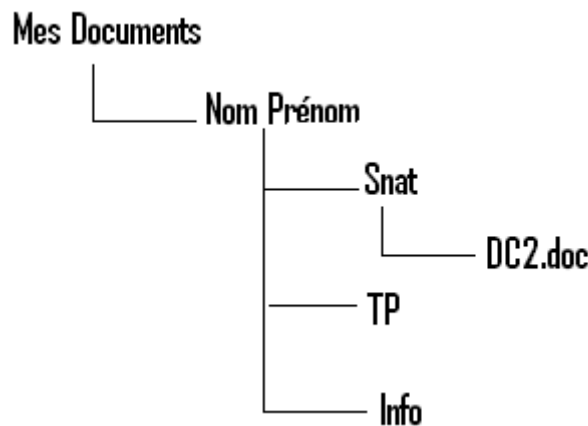 Mes Documents
Nom Prénom
Snat
DC2.doc
TP
Info